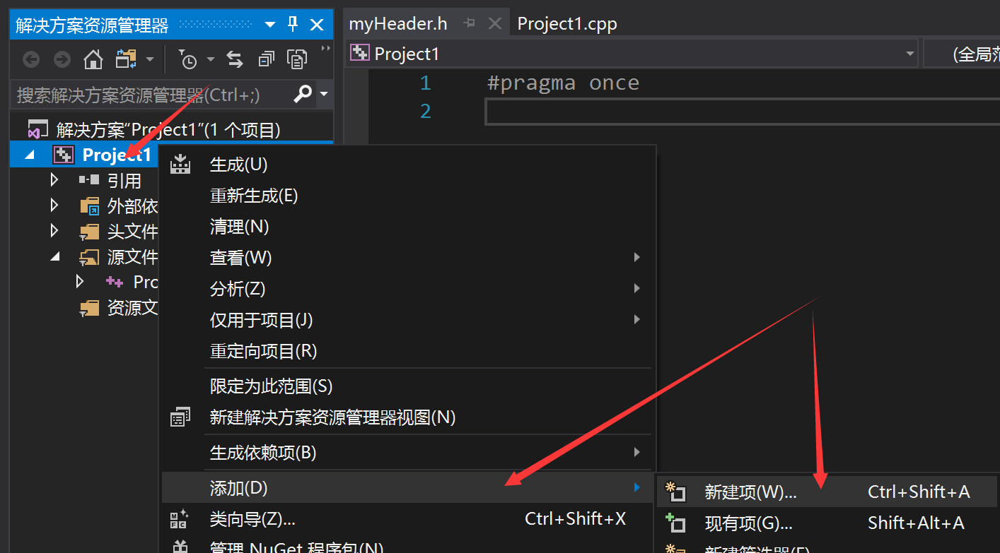 解决方案资源管理器
myHeader.h
Project1.cpp
Project1
(全局范
搜索解决方案资源管理器(Ctrl+;)
1 #pragma once
2
解决方案"Project1"(1 个项目)
Project1
引用
外部依
头文件
源文件
Pro
资源文
生成(U)
重新生成(E)
清理(N)
查看(W)
分析(Z)
仅用于项目(J)
重定向项目(R)
限定为此范围(S)
新建解决方案资源管理器视图(N)
生成依赖项(B)
添加(D)
类向导(Z)... Ctrl+Shift+X
管理 NuGet 程序包(N)
新建项(W)... Ctrl+Shift+A
现有项(G)... Shift+Alt+A
新建筛选器(F)